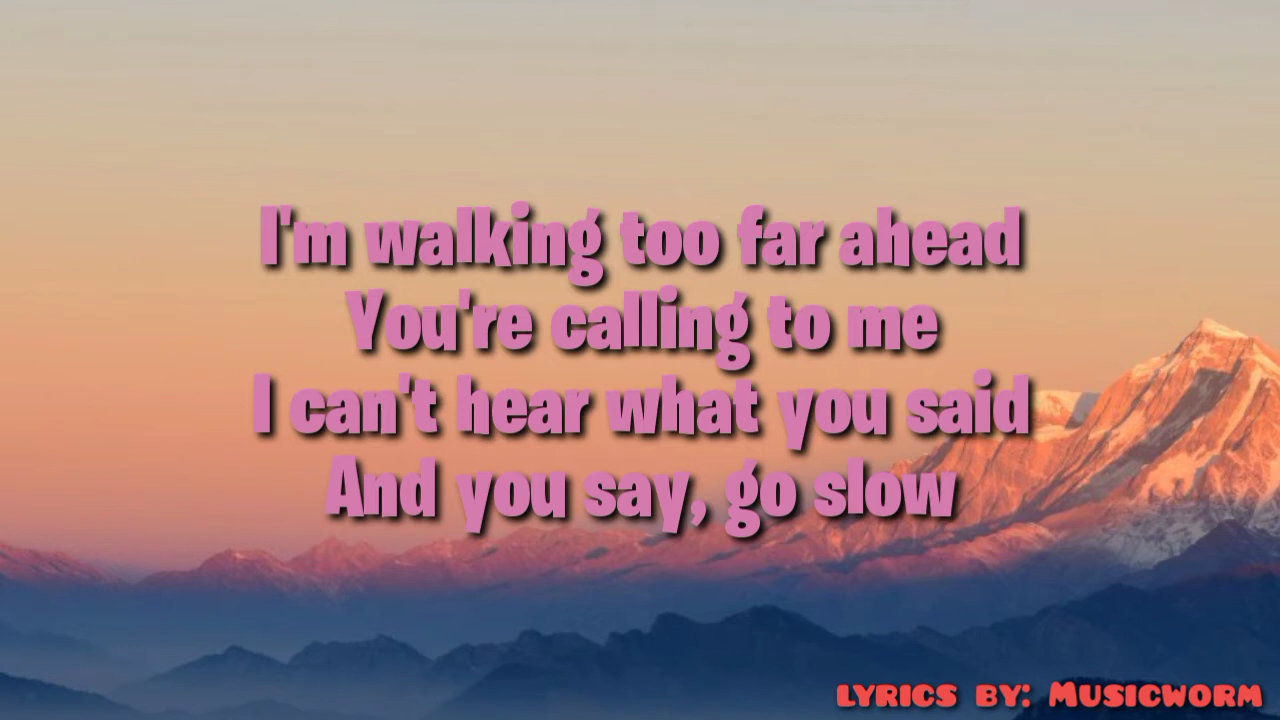 I'm walking too far ahead
You're calling to me
I can't hear what you said
And you say, go slow
LYRICS BY: MUSICWORM